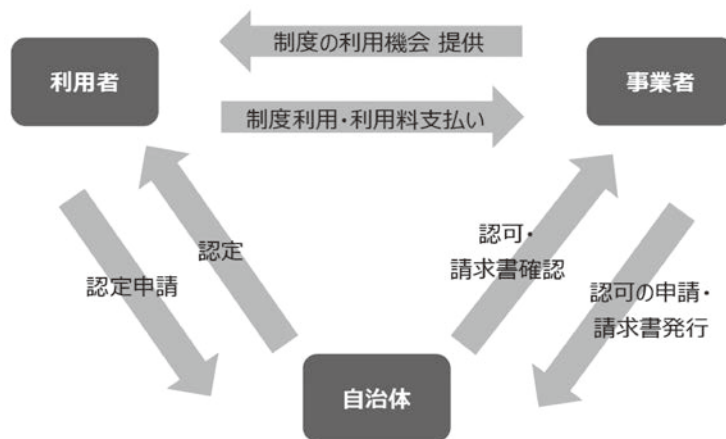 制度の利用機会 提供
利用者
事業者
制度利用・利用料支払い
認定
認定申請
認可・
請求書確認
認可の申請・
請求書発行
自治体